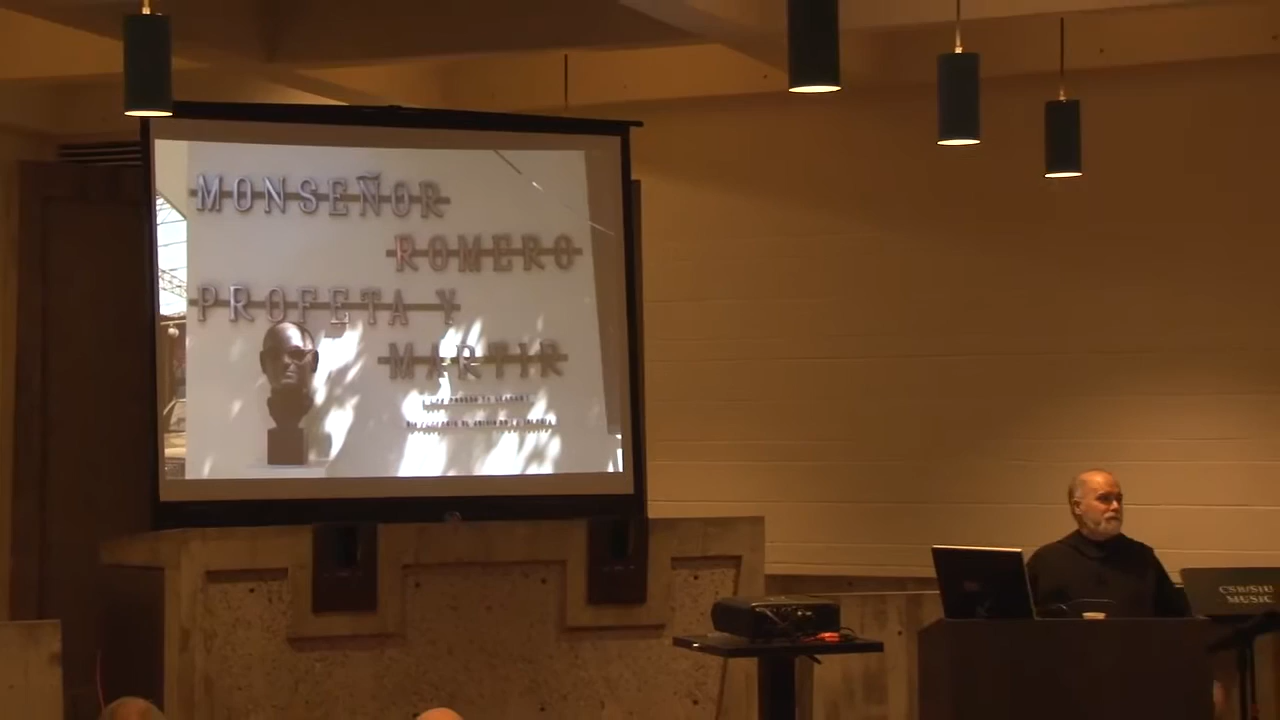 MONSEÑOR
ROMERO
PROFETA Y
MARTIR
CSB/SJU
MUSIC